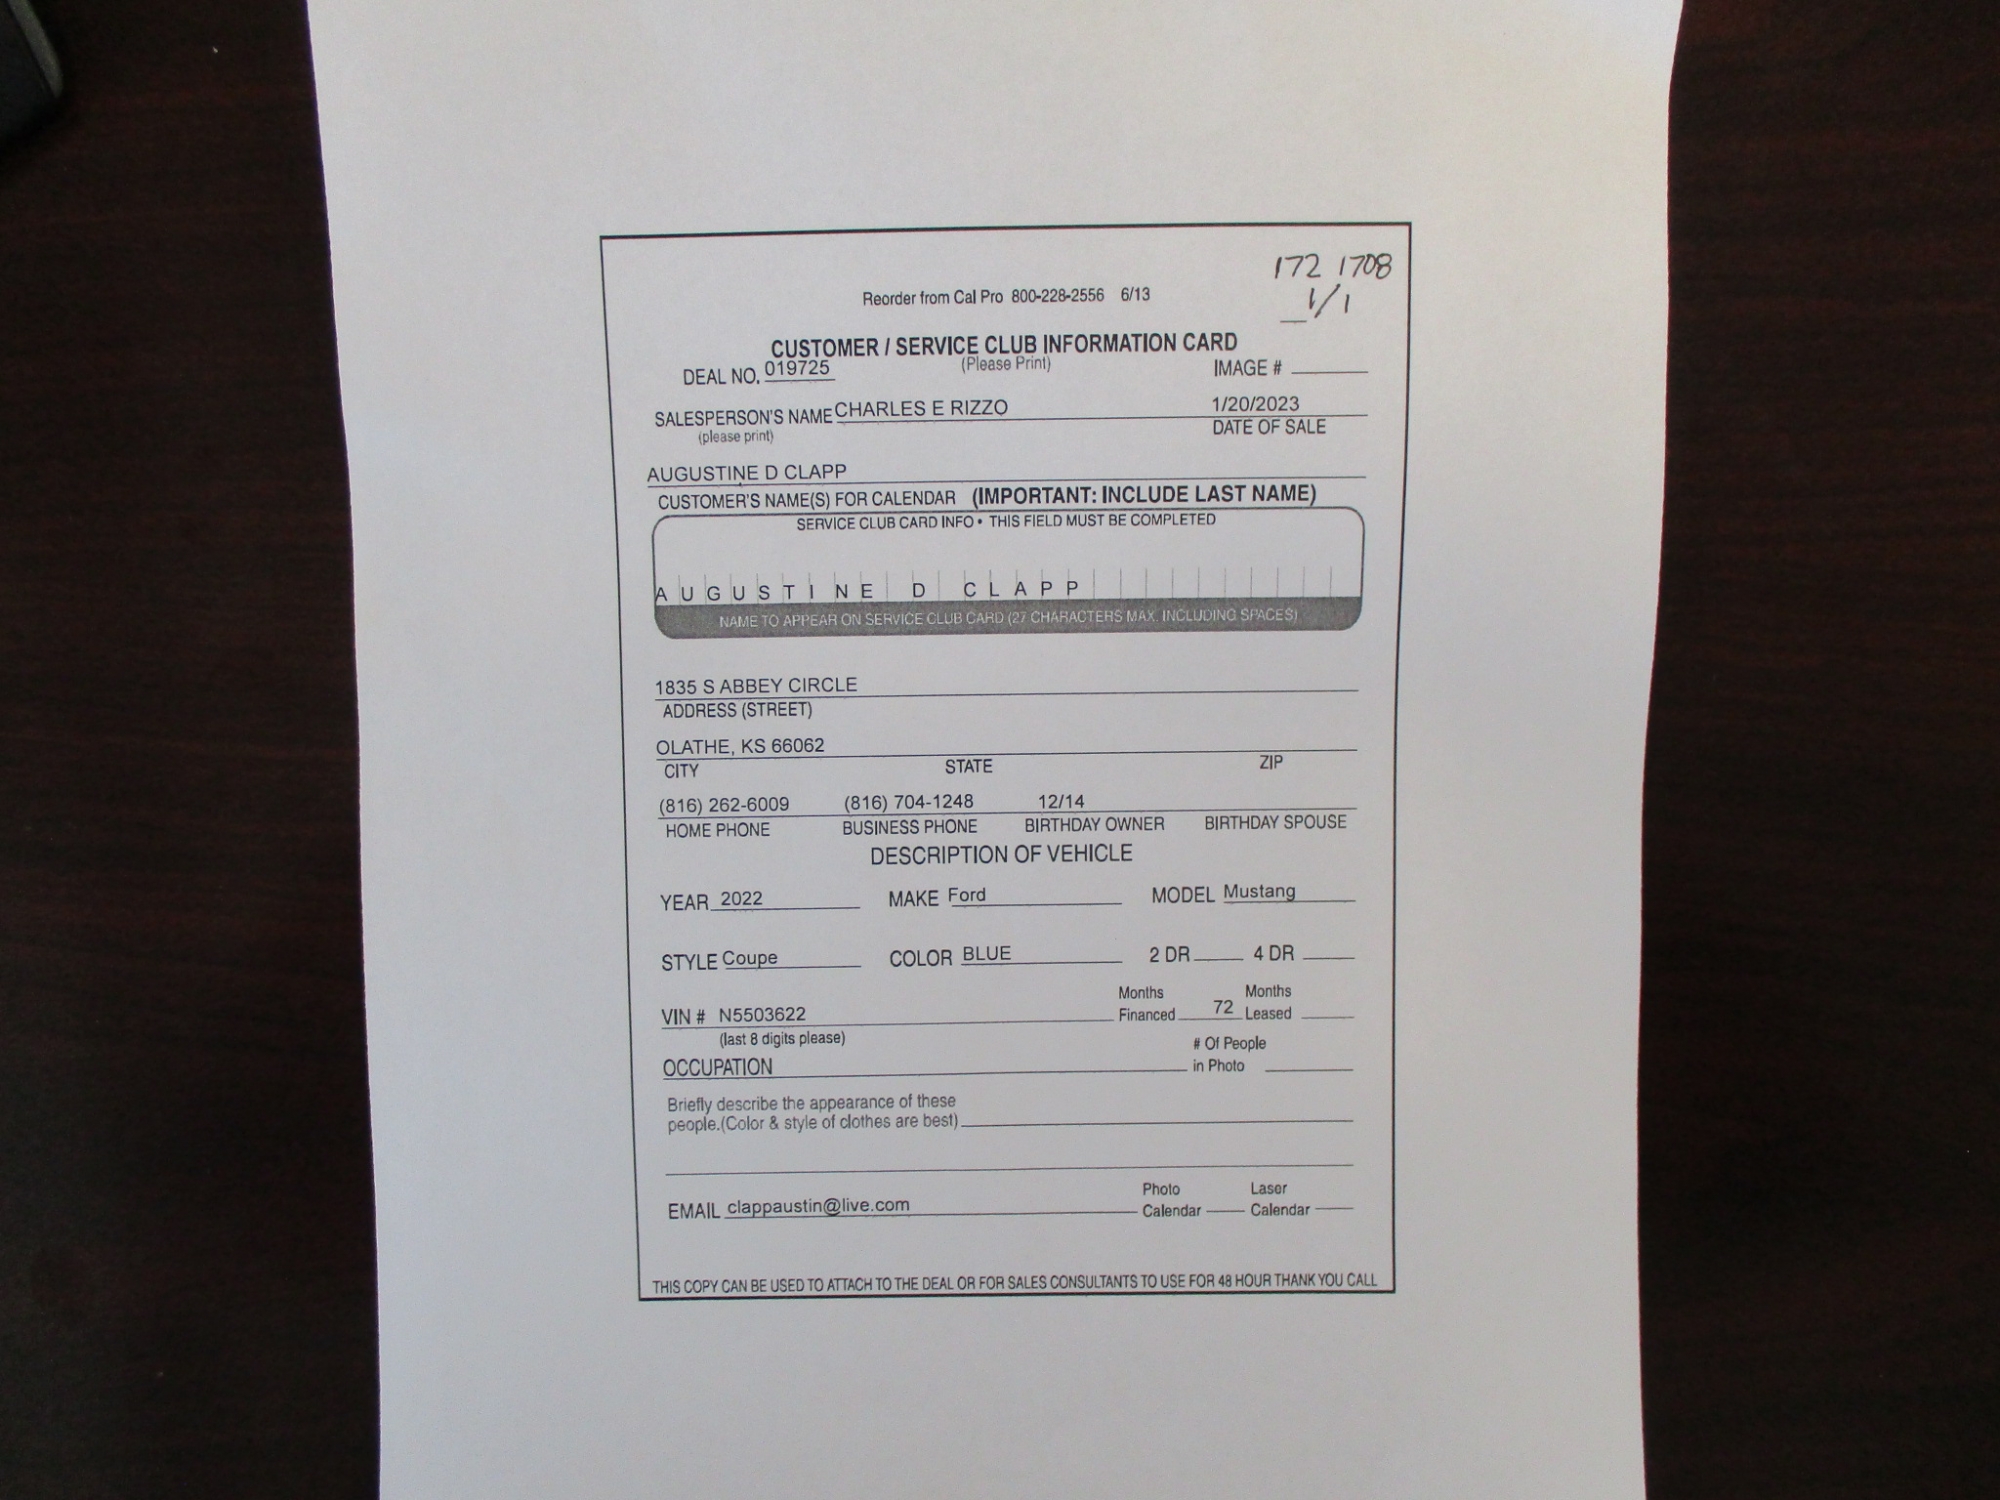 172 1708
1/1
Reorder from Cal Pro 800-228-2556 6/13
CUSTOMER / SERVICE CLUB INFORMATION CARD
(Please Print)
DEAL NO. 019725 IMAGE #
SALESPERSON'S NAME CHARLES E RIZZO 1/20/2023
(please print) DATE OF SALE
AUGUSTINE D CLAPP
CUSTOMER'S NAME(S) FOR CALENDAR (IMPORTANT: INCLUDE LAST NAME)
SERVICE CLUB CARD INFO • THIS FIELD MUST BE COMPLETED
AUGUSTINE D CLAPP
NAME TO APPEAR ON SERVICE CLUB CARD (27 CHARACTERS MAX. INCLUDING SPACES)
1835 S ABBEY CIRCLE
ADDRESS (STREET)
OLATHE, KS 66062
CITY STATE ZIP
(816) 262-6009 (816) 704-1248 12/14
HOME PHONE BUSINESS PHONE BIRTHDAY OWNER BIRTHDAY SPOUSE
DESCRIPTION OF VEHICLE
YEAR 2022 MAKE Ford MODEL Mustang
STYLE Coupe COLOR BLUE 2 DR 4 DR
Months Months
VIN # N5503622 Financed 72 Leased
(last 8 digits please) # Of People
OCCUPATION in Photo
Briefly describe the appearance of these
people.(Color & style of clothes are best)
Photo Laser
EMAIL clappaustin@live.com Calendar Calendar
THIS COPY CAN BE USED TO ATTACH TO THE DEAL OR FOR SALES CONSULTANTS TO USE FOR 48 HOUR THANK YOU CALL